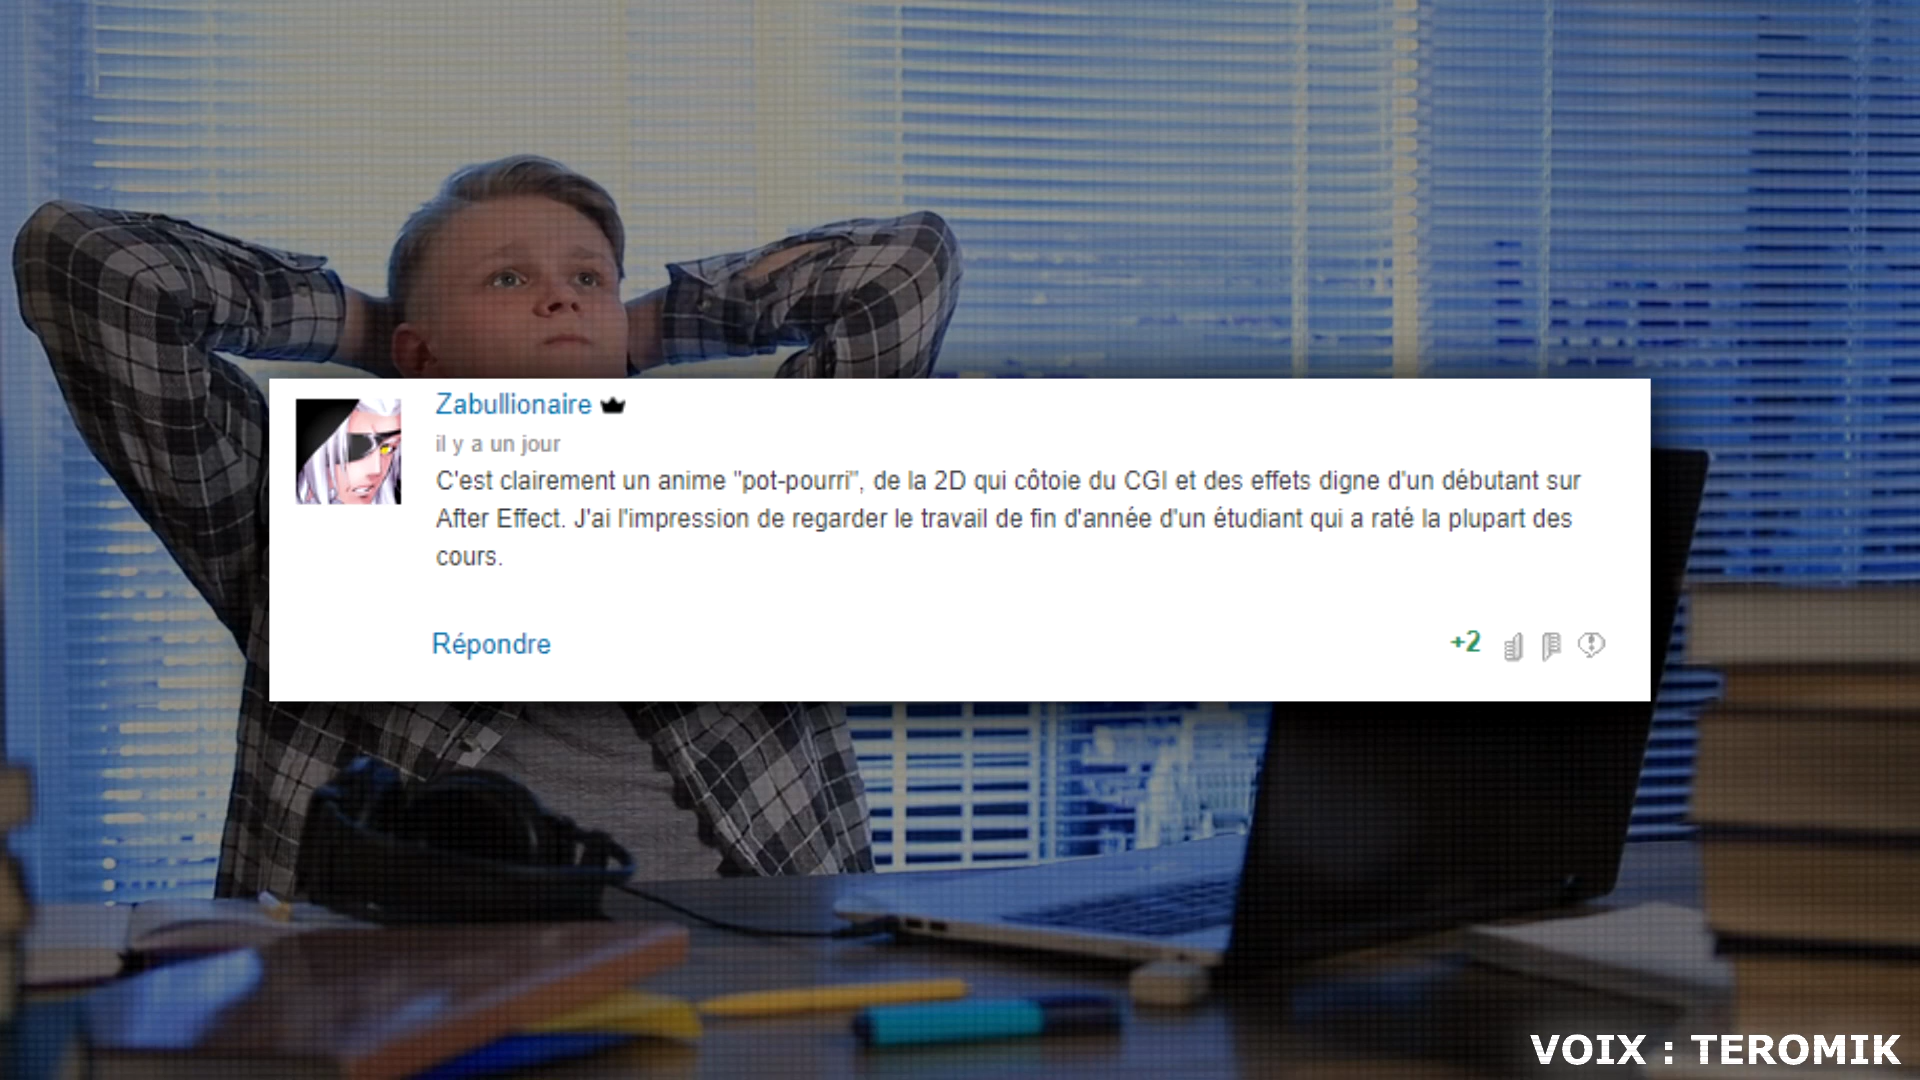 Zabullionaire
il y a un jour
C'est clairement un anime "pot-pourri", de la 2D qui côtoie du CGI et des effets digne d'un débutant sur
After Effect. J'ai l'impression de regarder le travail de fin d'année d'un étudiant qui a raté la plupart des
cours.
Répondre
+2
VOIX : TEROMIK